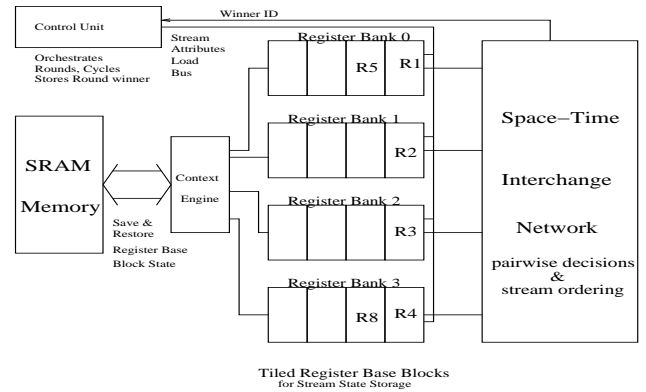 Winner ID
Control Unit
Orchestrates
Rounds, Cycles
Stores Round winner
Stream
Attributes
Load
Bus
Register Bank 0
R5
R1
Register Bank 1
R2
Register Bank 2
R3
Register Bank 3
R8
R4
SRAM
Memory
Context
Engine
Save &
Restore
Register Base
Block State
Space-Time
Interchange
Network
pairwise decisions
&
stream ordering
Tiled Register Base Blocks
for Stream State Storage